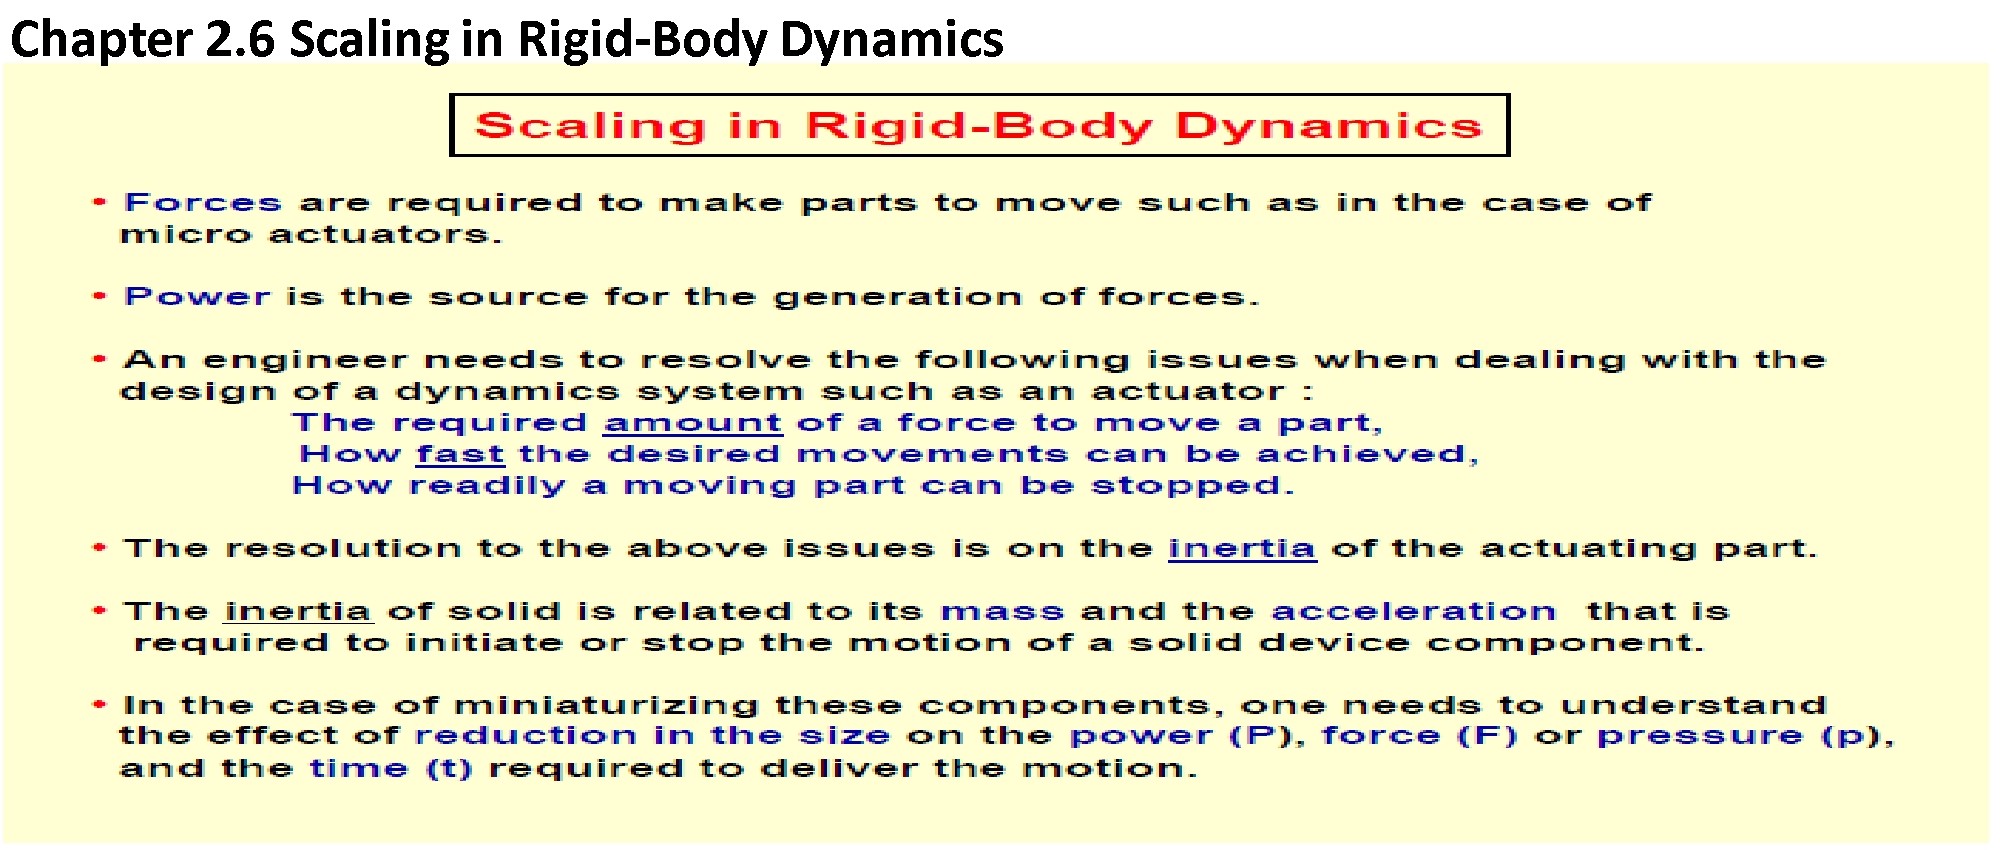 Chapter 2.6 Scaling in Rigid-Body Dynamics
Scaling in Rigid-Body Dynamics
• Forces are required to make parts to move such as in the case of
micro actuators.
• Power is the source for the generation of forces.
• An engineer needs to resolve the following issues when dealing with the
design of a dynamics system such as an actuator :
The required amount of a force to move a part,
How fast the desired movements can be achieved,
How readily a moving part can be stopped.
• The resolution to the above issues is on the inertia of the actuating part.
• The inertia of solid is related to its mass and the acceleration that is
required to initiate or stop the motion of a solid device component.
• In the case of miniaturizing these components, one needs to understand
the effect of reduction in the size on the power (P), force (F) or pressure (p),
and the time (t) required to deliver the motion.